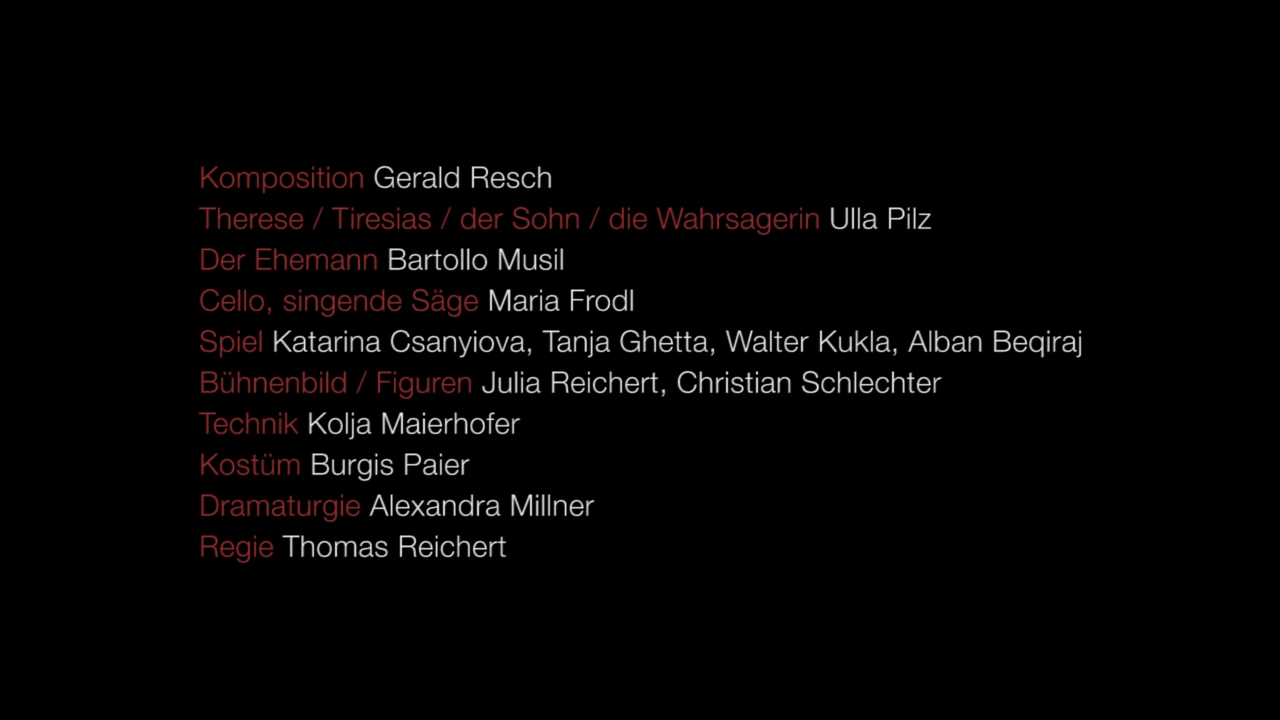 Komposition Gerald Resch
Therese / Tiresias / der Sohn / die Wahrsagerin Ulla Pilz
Der Ehemann Bartollo Musil
Cello, singende Säge Maria Frodl
Spiel Katarina Csanyiova, Tanja Ghetta, Walter Kukla, Alban Beqiraj
Bühnenbild / Figuren Julia Reichert, Christian Schlechter
Technik Kolja Maierhofer
Kostüm Burgis Paier
Dramaturgie Alexandra Millner
Regie Thomas Reichert